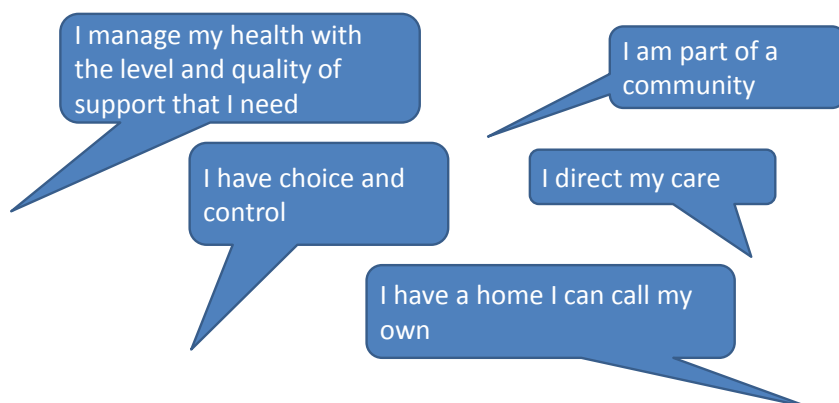 I manage my health with
the level and quality of
support that I need
I am part of a
community
I have choice and
control
I direct my care
I have a home I can call my
own